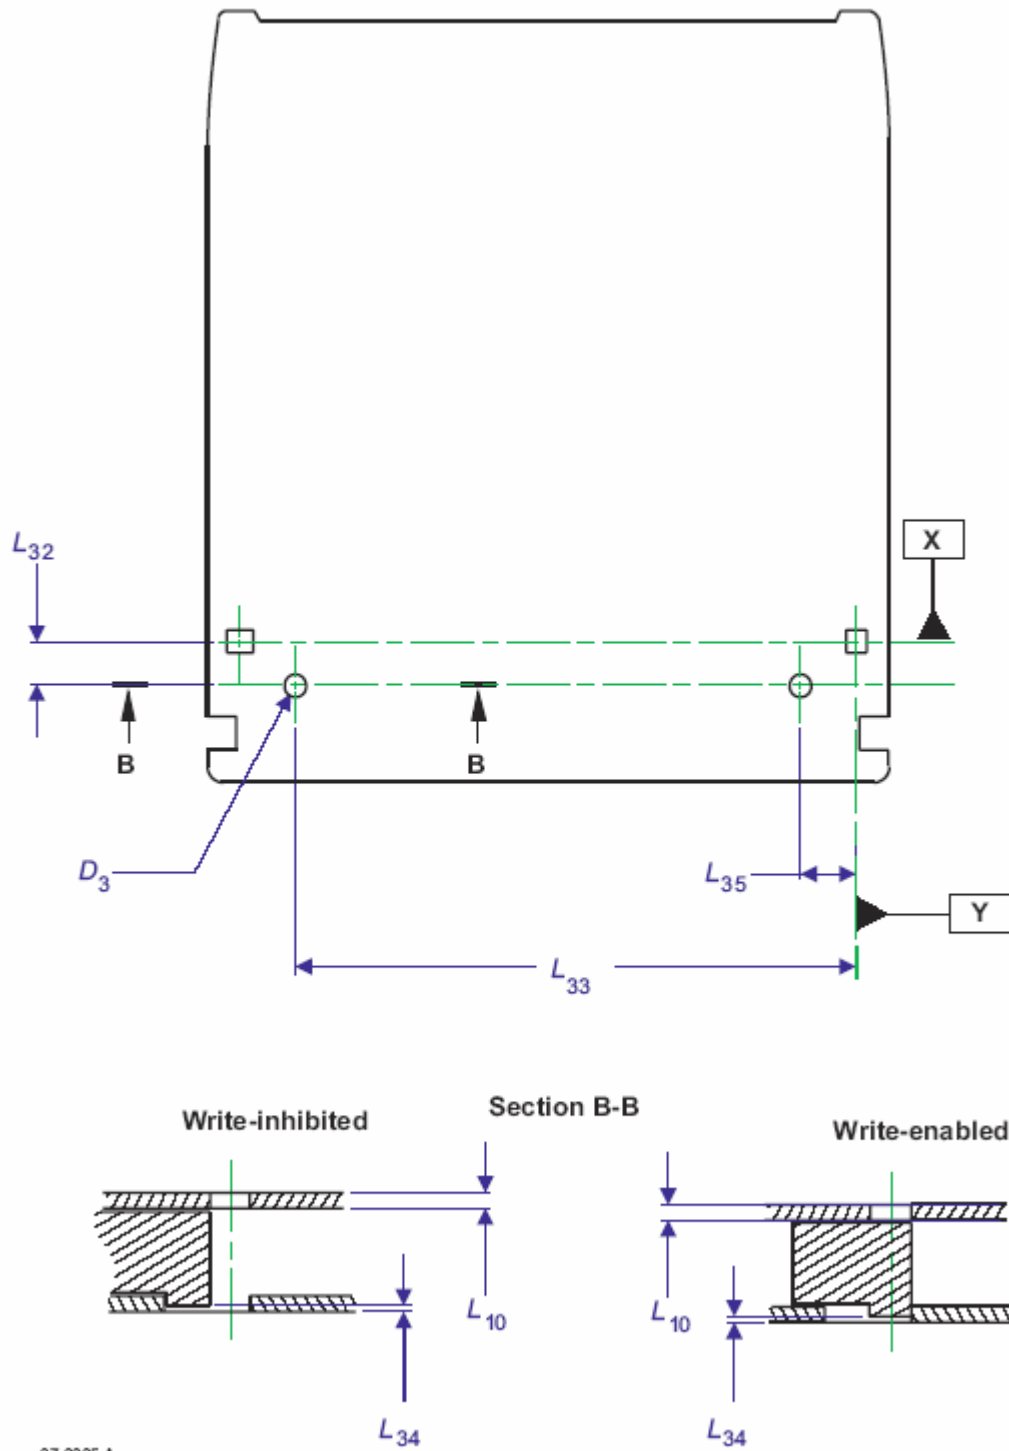 L32
X
B
B
D3
L35
Y
L33
Section B-B
Write-inhibited
Write-enabled
L10
L10
L34
L34